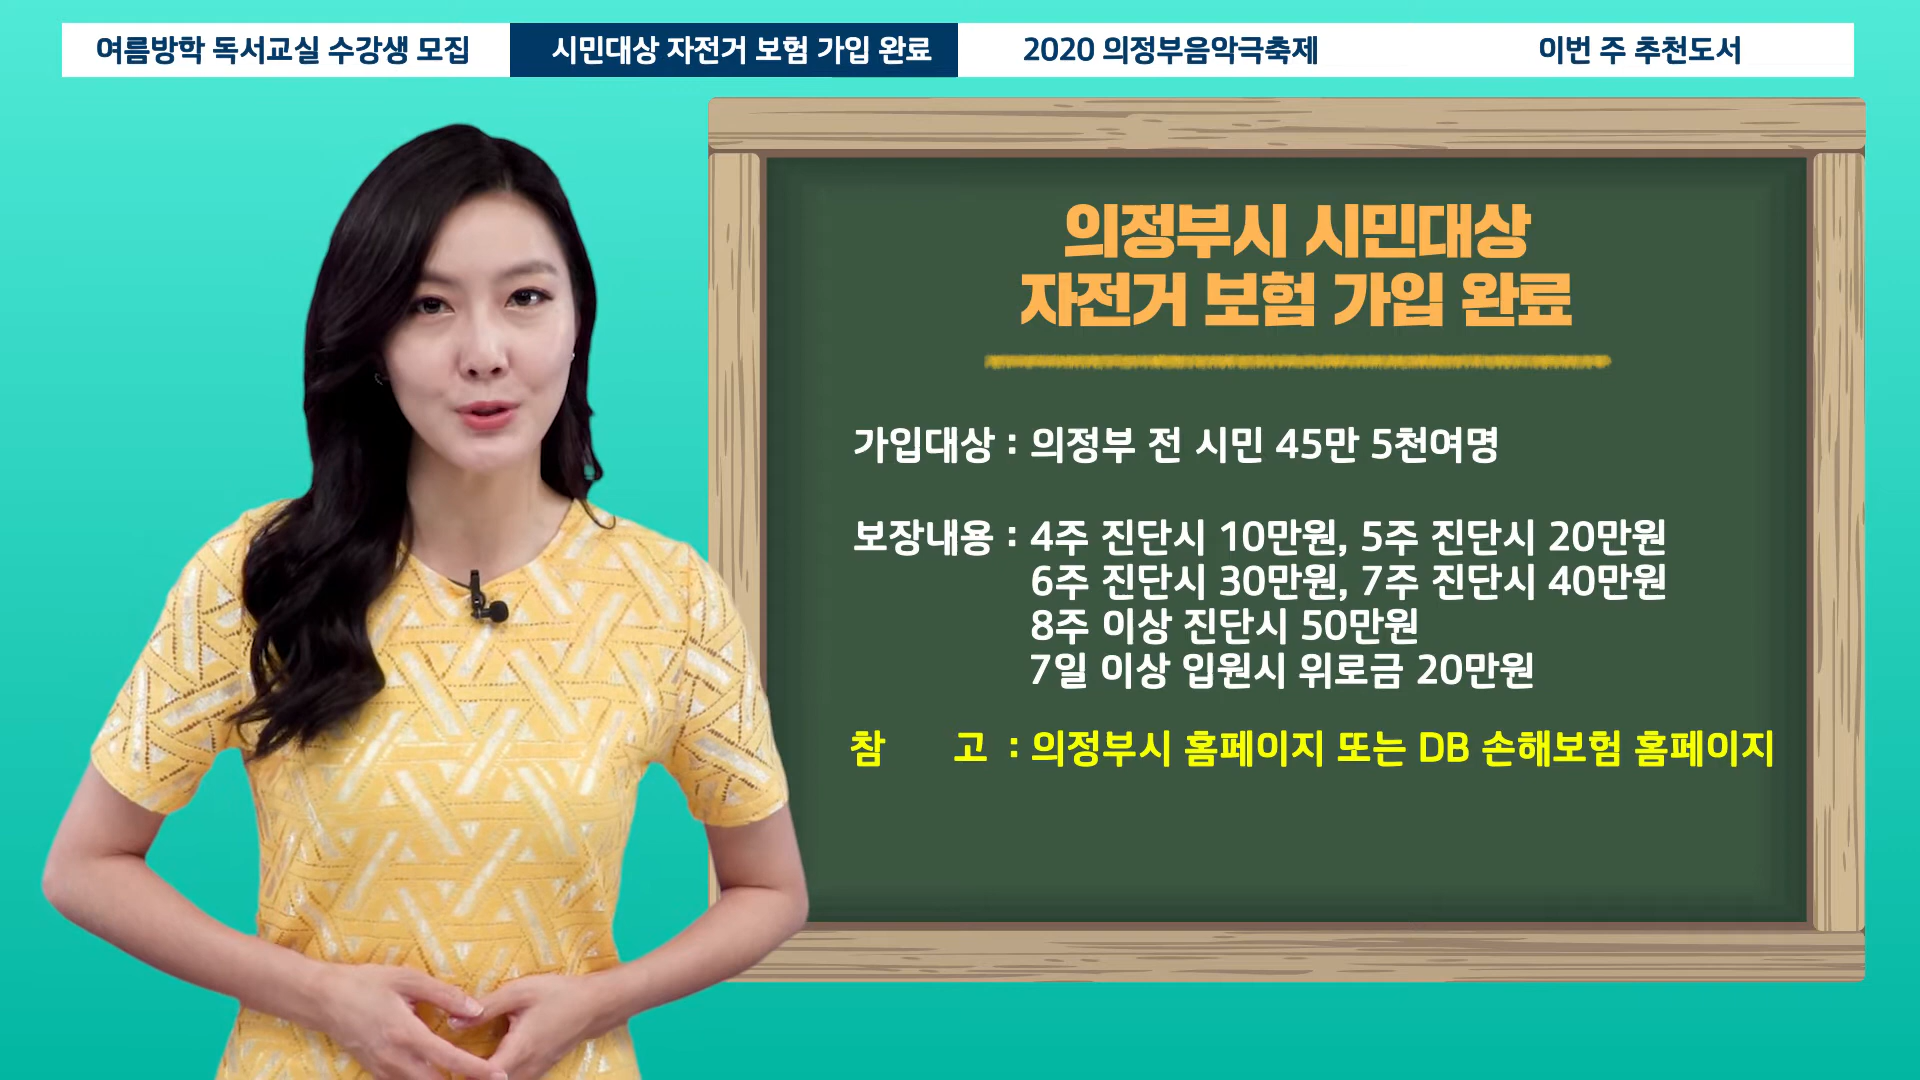 여름방학 독서교실 수강생 모집
시민대상 자전거 보험 가입 완료
2020 의정부음악극축제
이번 주 추천도서
의정부시 시민대상
자전거 보험 가입 완료
가입대상 : 의정부 전 시민 45만 5천여명
보장내용 : 4주 진단시 10만원, 5주 진단시 20만원
6주 진단시 30만원, 7주 진단시 40만원
8주 이상 진단시 50만원
7일 이상 입원시 위로금 20만원
참 고 : 의정부시 홈페이지 또는 DB 손해보험 홈페이지